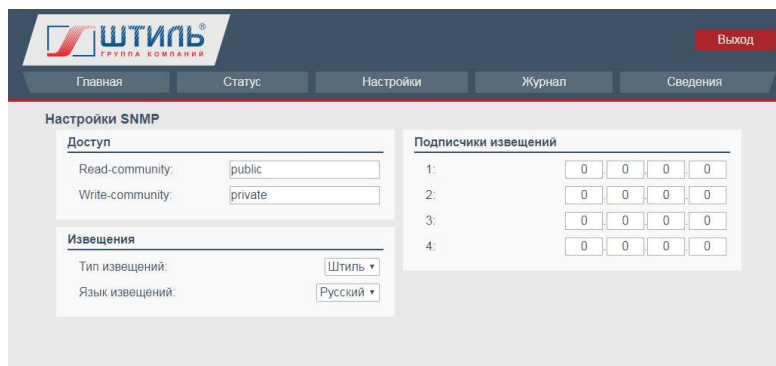 ШТИЛЬ®
ГРУППА КОМПАНИЙ
Выход
Главная Статус Настройки Журнал Сведения
Настройки SNMP
Доступ
Read-community: public
Write-community: private
Извещения
Тип извещений: Штиль
Язык извещений: Русский
Подписчики извещений
1: 0 . 0 . 0 . 0
2: 0 . 0 . 0 . 0
3: 0 . 0 . 0 . 0
4: 0 . 0 . 0 . 0